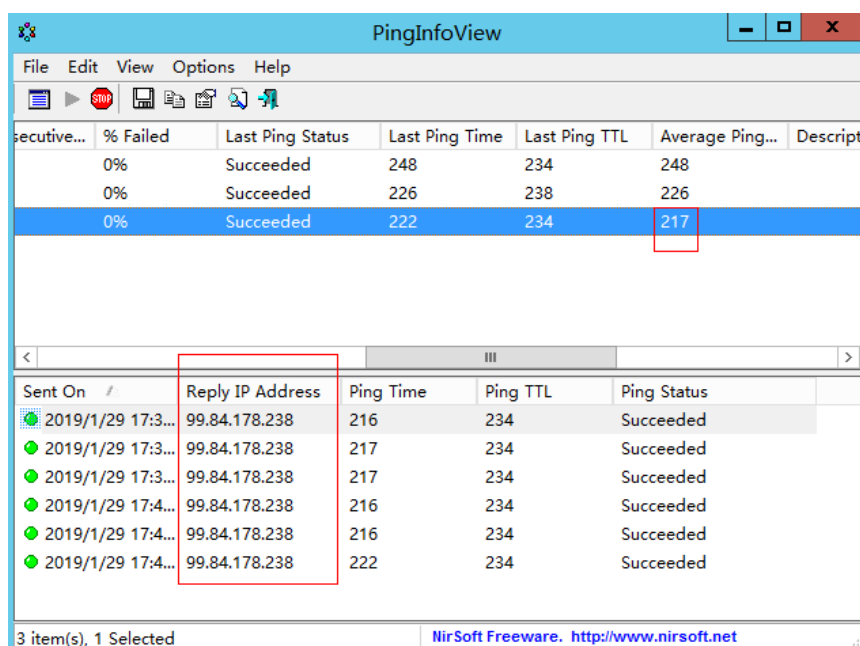 PingInfoView
File Edit View Options Help
STOP
secutive... % Failed Last Ping Status Last Ping Time Last Ping TTL Average Ping... Descript
0% Succeeded 248 234 248
0% Succeeded 226 238 226
0% Succeeded 222 234 217
Sent On Reply IP Address Ping Time Ping TTL Ping Status
2019/1/29 17:3... 99.84.178.238 216 234 Succeeded
2019/1/29 17:3... 99.84.178.238 217 234 Succeeded
2019/1/29 17:3... 99.84.178.238 217 234 Succeeded
2019/1/29 17:4... 99.84.178.238 216 234 Succeeded
2019/1/29 17:4... 99.84.178.238 216 234 Succeeded
2019/1/29 17:4... 99.84.178.238 222 234 Succeeded
3 item(s), 1 Selected NirSoft Freeware. http://www.nirsoft.net